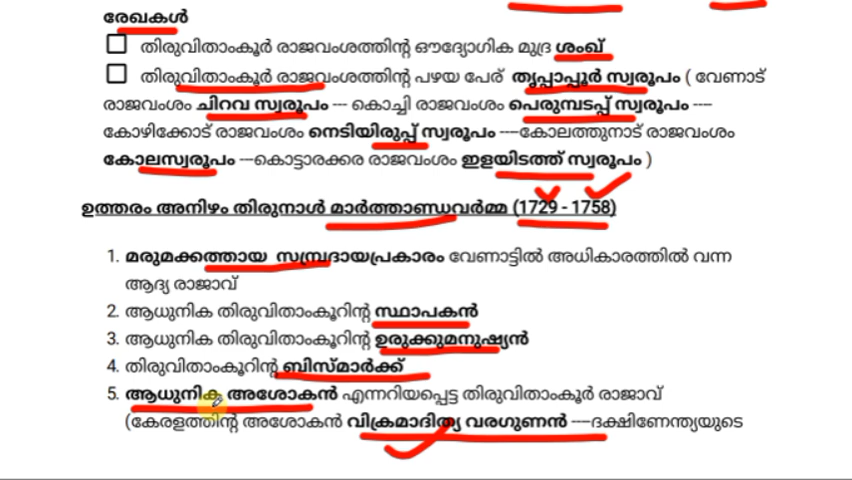 രേഖകൾ
തിരുവിതാംകൂർ രാജവംശത്തിന്റ ഔദ്യോഗിക മുദ്ര ശംഖ്
തിരുവിതാംകൂർ രാജവംശത്തിന്റ പഴയ പേര് തൃപ്പാപ്പൂർ സ്വരൂപം ( വേണാട്
രാജവംശം ചിറവ സ്വരൂപം --- കൊച്ചി രാജവംശം പെരുമ്പടപ്പ് സ്വരൂപം ----
കോഴിക്കോട് രാജവംശം നെടിയിരുപ്പ് സ്വരൂപം ----കോലത്തുനാട് രാജവംശം
കോലസ്വരൂപം ---കൊട്ടാരക്കര രാജവംശം ഇളയിടത്ത് സ്വരൂപം )
ഉത്തരം അനിഴം തിരുനാൾ മാർത്താണ്ഡവർമ്മ (1729 - 1758)
1. മരുമക്കത്തായ സമ്പ്രദായപ്രകാരം വേണാട്ടിൽ അധികാരത്തിൽ വന്ന
ആദ്യ രാജാവ്
2. ആധുനിക തിരുവിതാംകൂറിന്റ സ്ഥാപകൻ
3. ആധുനിക തിരുവിതാംകൂറിന്റ ഉരുക്കുമനുഷ്യൻ
4. തിരുവിതാംകൂറിന്റ ബിസ്മാർക്ക്
5. ആധുനിക അശോകൻ എന്നറിയപ്പെട്ട തിരുവിതാംകൂർ രാജാവ്
(കേരളത്തിന്റ അശോകൻ വിക്രമാദിത്യ വരഗുണൻ ----ദക്ഷിണേന്ത്യയുടെ